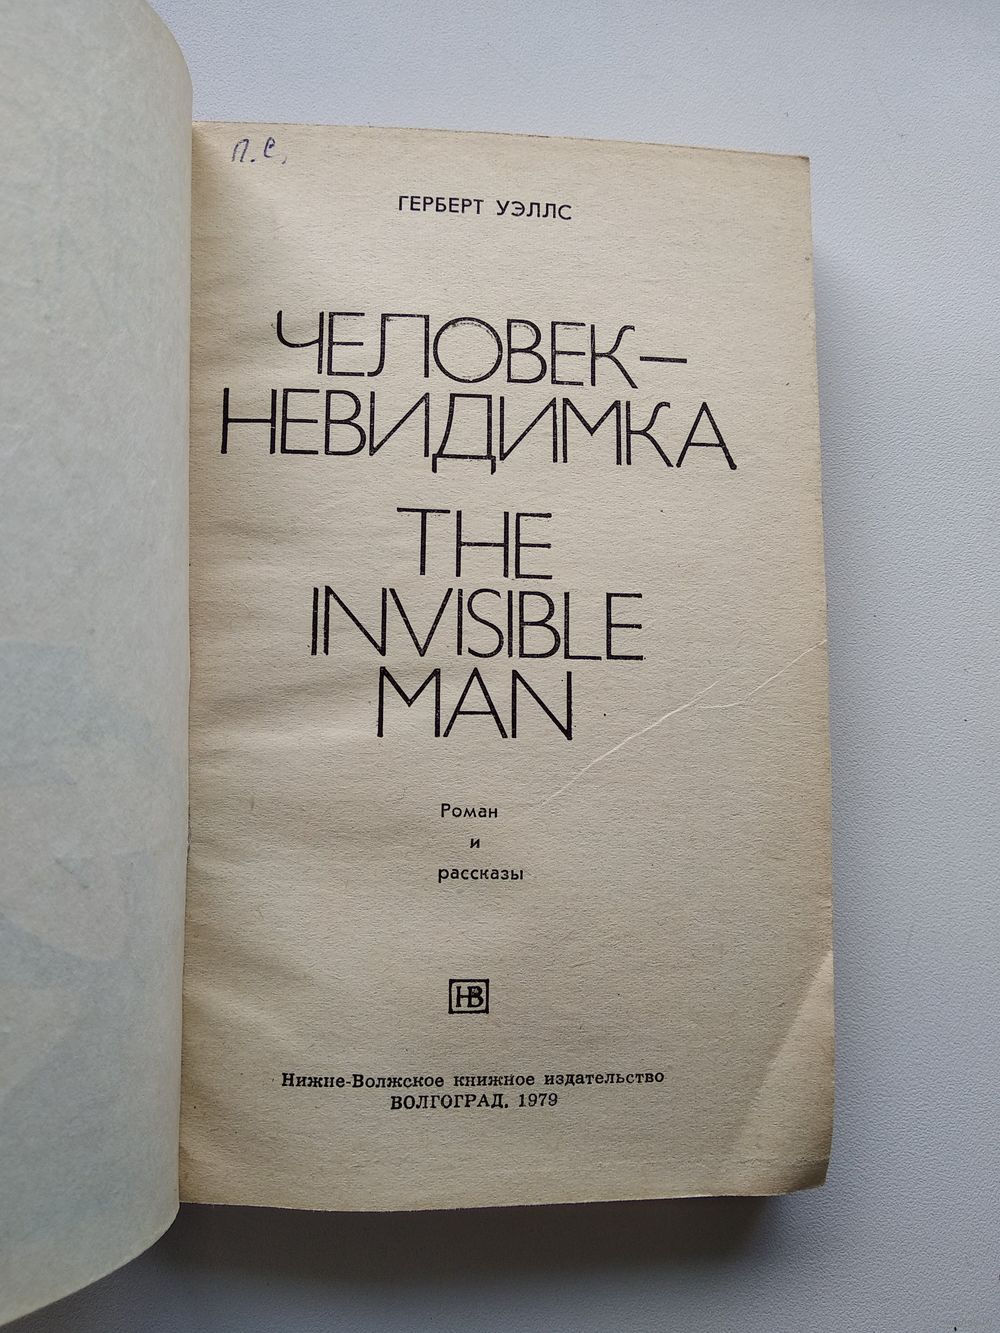 п. с.
ГЕРБЕРТ УЭЛЛС
ЧЕЛОВЕК–
НЕВИДИМКА
THE
INVISIBLE
MAN
Роман
и
рассказы
НВ
Нижне-Волжское книжное издательство
ВОЛГОГРАД, 1979